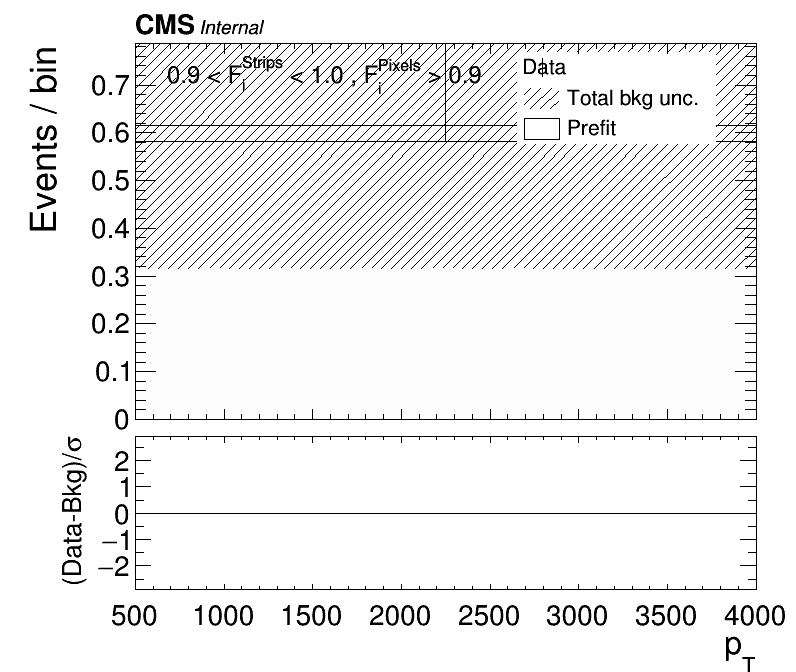 CMS Internal
Events / bin
0.9 < F_i^Strips < 1.0 , F_i^Pixels > 0.9
Data
Total bkg unc.
Prefit
0.7
0.6
0.5
0.4
0.3
0.2
0.1
0
(Data-Bkg)/σ
2
1
0
−1
−2
500 1000 1500 2000 2500 3000 3500 4000
p_T